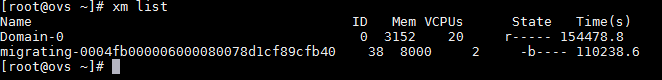 [root@ovs ~]# xm list
Name ID Mem VCPUs State Time(s)
Domain-0 0 3152 20 r----- 154478.8
migrating-0004fb000006000080078d1cf89cfb40 38 8000 2 -b---- 110238.6
[root@ovs ~]#